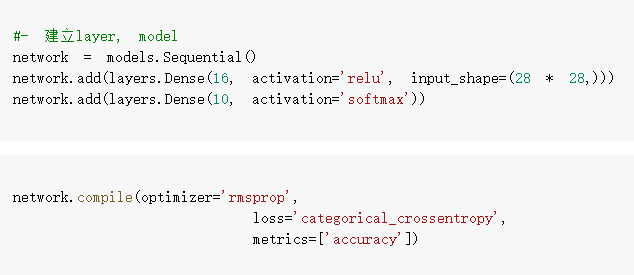 #- 建立layer, model
network = models.Sequential()
network.add(layers.Dense(16, activation='relu', input_shape=(28 * 28,)))
network.add(layers.Dense(10, activation='softmax'))
network.compile(optimizer='rmsprop',
loss='categorical_crossentropy',
metrics=['accuracy'])